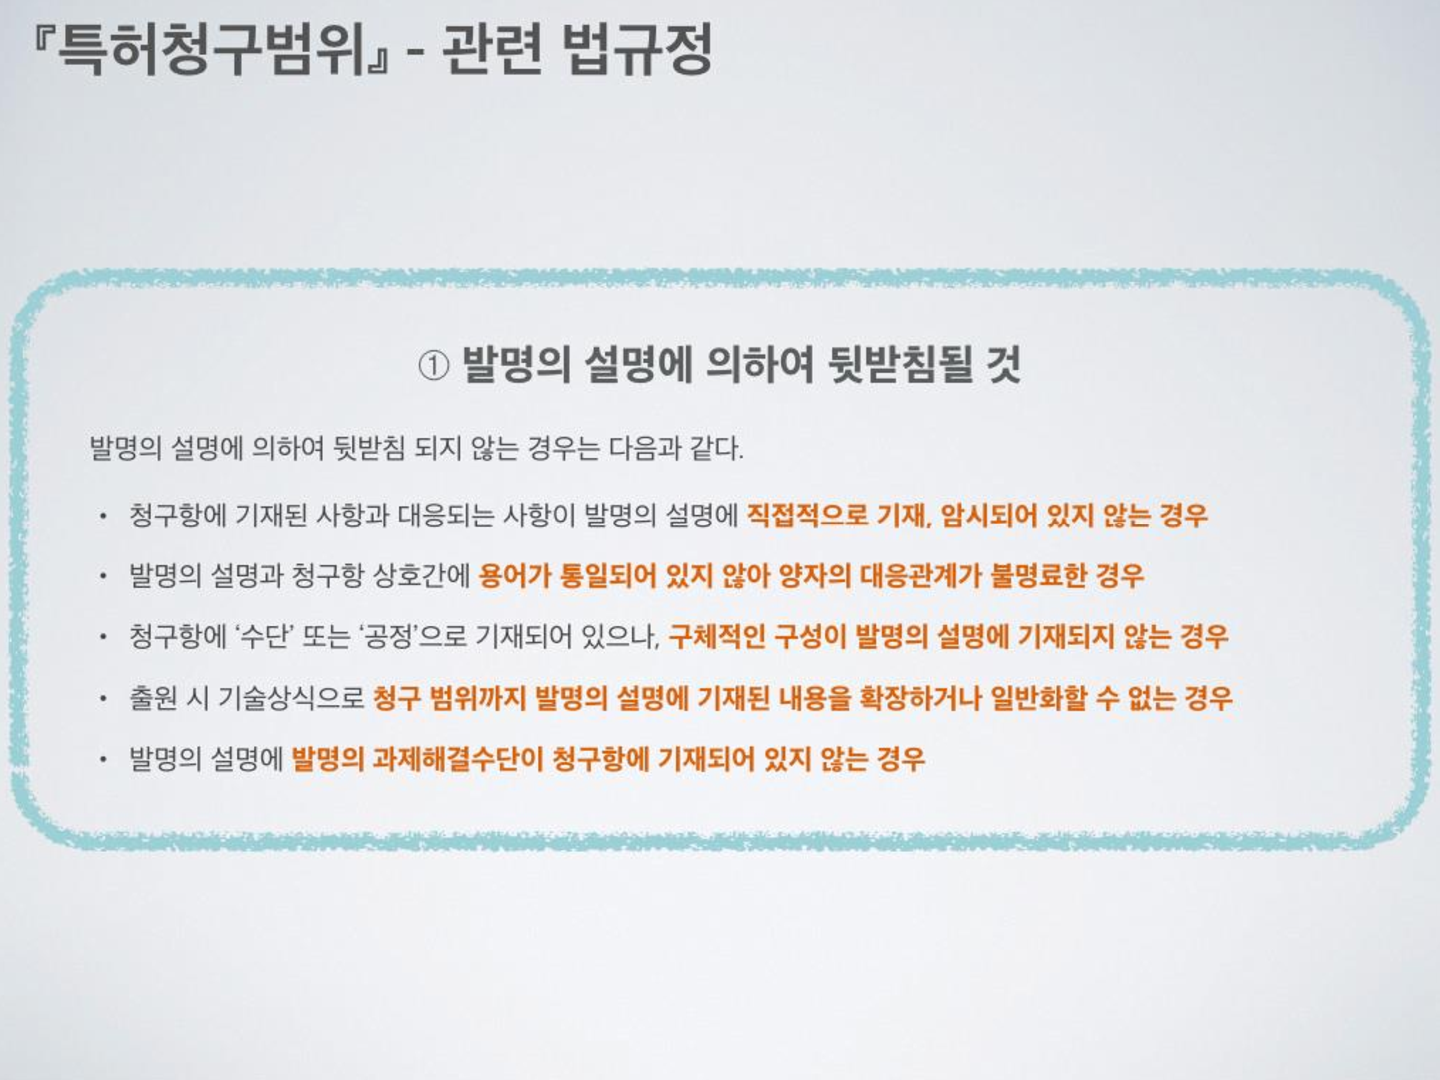 『특허청구범위』 - 관련 법규정
① 발명의 설명에 의하여 뒷받침될 것
발명의 설명에 의하여 뒷받침 되지 않는 경우는 다음과 같다.
• 청구항에 기재된 사항과 대응되는 사항이 발명의 설명에 직접적으로 기재, 암시되어 있지 않는 경우
• 발명의 설명과 청구항 상호간에 용어가 통일되어 있지 않아 양자의 대응관계가 불명료한 경우
• 청구항에 ‘수단’ 또는 ‘공정’으로 기재되어 있으나, 구체적인 구성이 발명의 설명에 기재되지 않는 경우
• 출원 시 기술상식으로 청구 범위까지 발명의 설명에 기재된 내용을 확장하거나 일반화할 수 없는 경우
• 발명의 설명에 발명의 과제해결수단이 청구항에 기재되어 있지 않는 경우